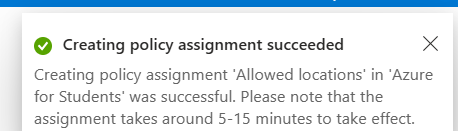 Creating policy assignment succeeded
Creating policy assignment 'Allowed locations' in 'Azure
for Students' was successful. Please note that the
assignment takes around 5-15 minutes to take effect.